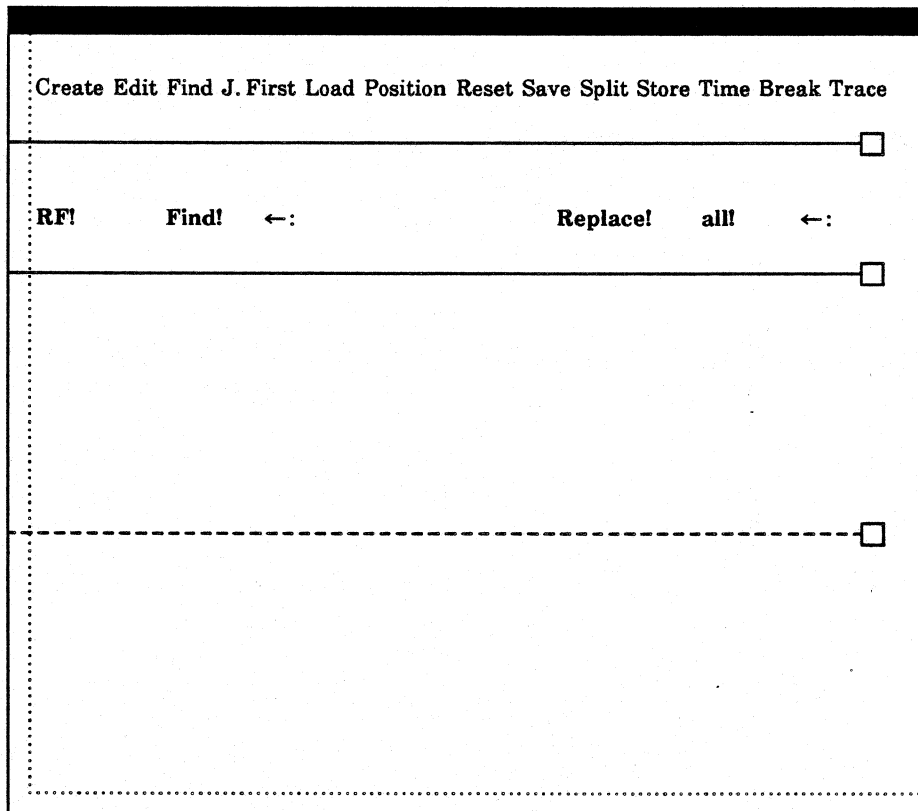 Create Edit Find J. First Load Position Reset Save Split Store Time Break Trace
RF! Find! ←: Replace! all! ←: